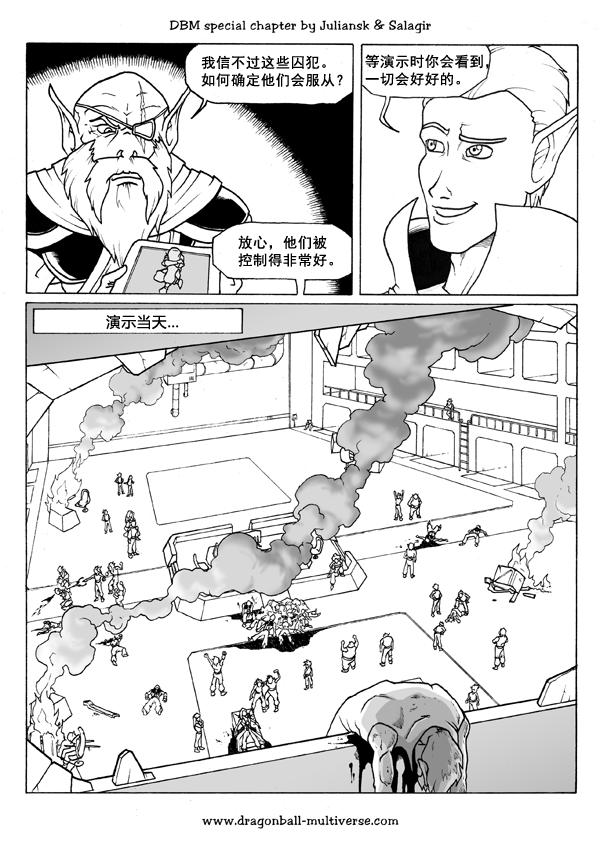 DBM special chapter by Juliansk & Salagir
我信不过这些囚犯。
如何确定他们会服从？
等演示时你会看到，
一切会好好的。
放心，他们被
控制得非常好。
演示当天...
www.dragonball-multiverse.com